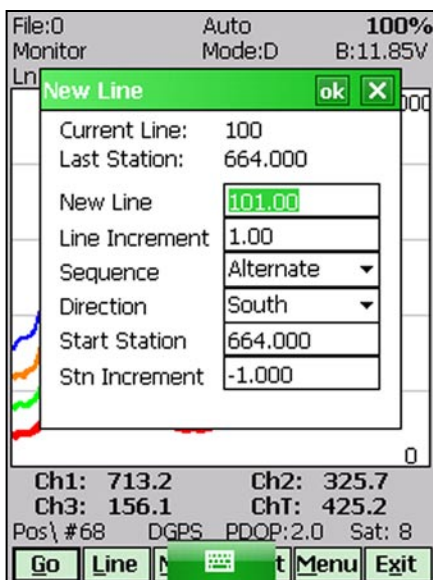 File:0 Auto 100%
Monitor Mode:D B:11.85V
Ln
New Line ok
Current Line: 100
Last Station: 664.000
New Line 101.00
Line Increment 1.00
Sequence Alternate
Direction South
Start Station 664.000
Stn Increment -1.000
0
Ch1: 713.2 Ch2: 325.7
Ch3: 156.1 ChT: 425.2
Pos\ #68 DGPS PDOP:2.0 Sat: 8
Go Line Menu Exit